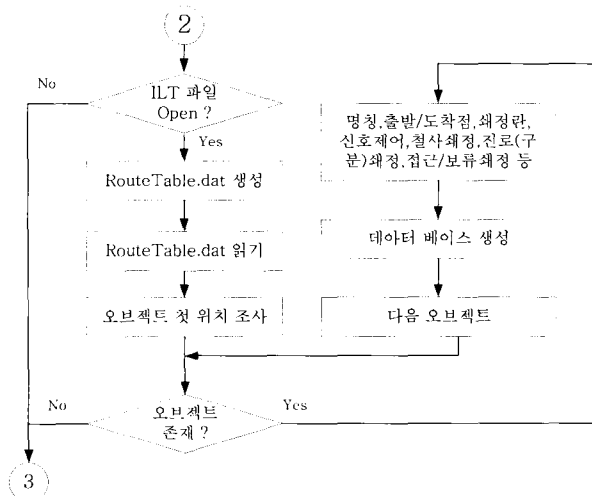 2
No
ILT 파일
Open ?
Yes
RouteTable.dat 생성
RouteTable.dat 읽기
오브젝트 첫 위치 조사
명칭,출발/도착점,쇄정란,
신호제어,철사쇄정,진로(구
분)쇄정,접근/보류쇄정 등
데아터 베이스 생성
다음 오브젝트
No
오브젝트
존재 ?
Yes
3